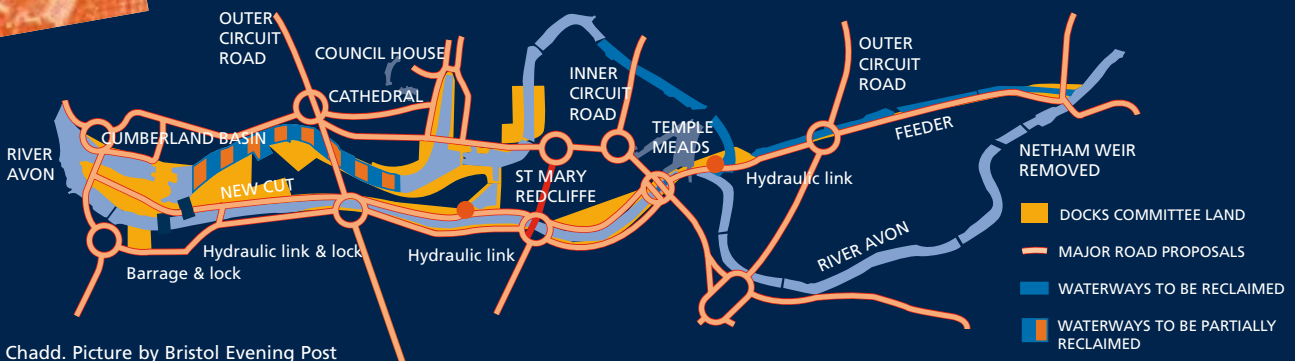 OUTER
CIRCUIT
ROAD
COUNCIL HOUSE
CATHEDRAL
INNER
CIRCUIT
ROAD
OUTER
CIRCUIT
ROAD
CUMBERLAND BASIN
RIVER
AVON
NEW CUT
TEMPLE
MEADS
FEEDER
ST MARY
REDCLIFFE
Hydraulic link
NETHAM WEIR
REMOVED
Hydraulic link & lock
Hydraulic link
Barrage & lock
RIVER AVON
DOCKS COMMITTEE LAND
MAJOR ROAD PROPOSALS
WATERWAYS TO BE RECLAIMED
WATERWAYS TO BE PARTIALLY
RECLAIMED
Chadd. Picture by Bristol Evening Post